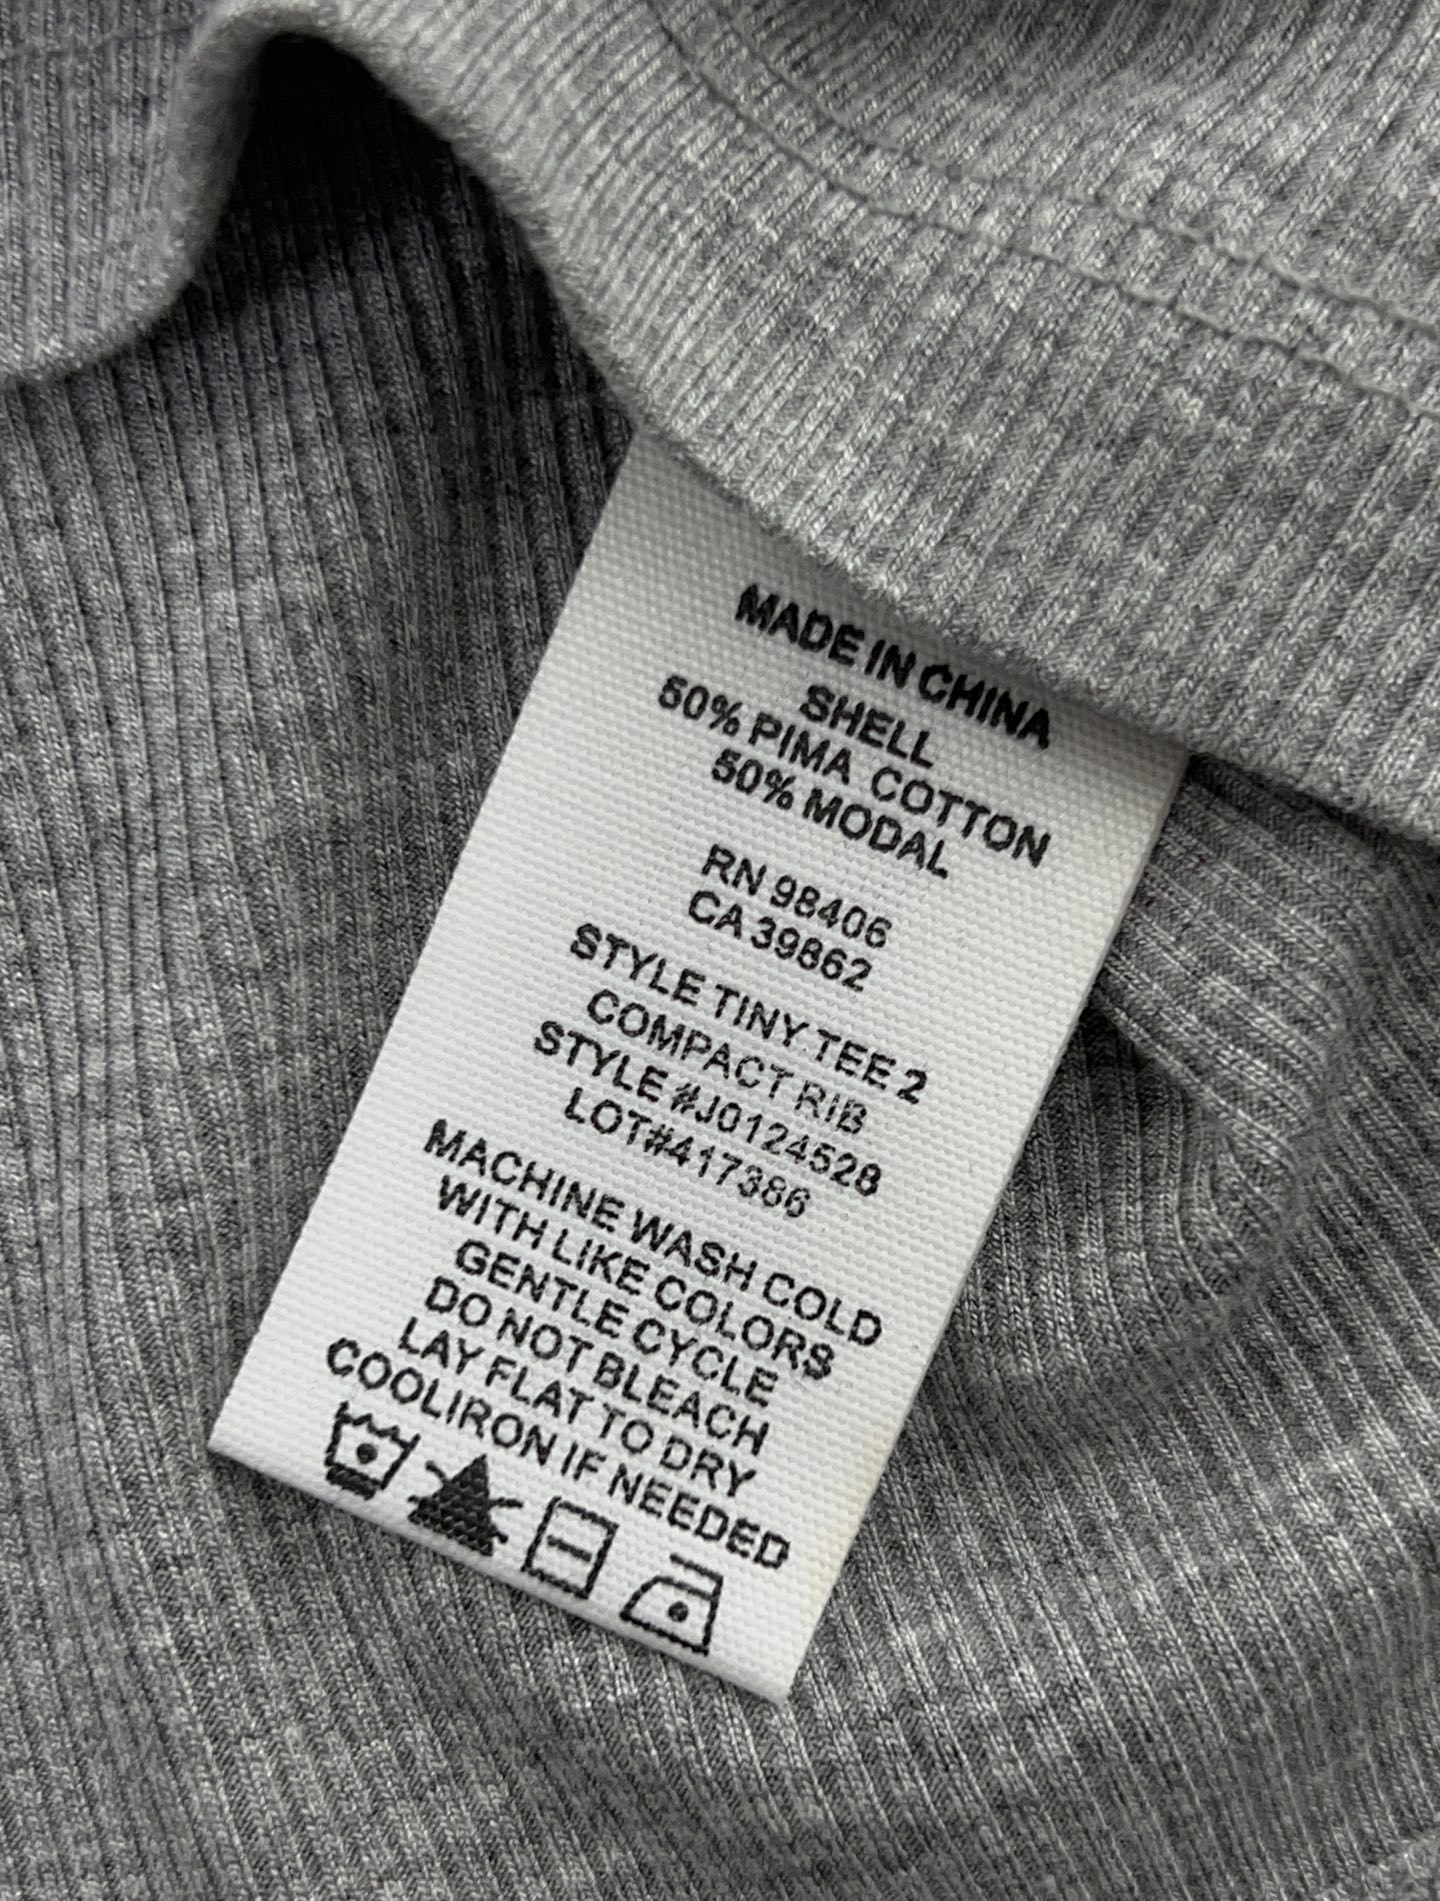 MADE IN CHINA
SHELL
50% PIMA COTTON
50% MODAL
RN 98406
CA 39862
STYLE TINY TEE 2
COMPACT RIB
STYLE #J0124528
LOT#417386
MACHINE WASH COLD
WITH LIKE COLORS
GENTLE CYCLE
DO NOT BLEACH
LAY FLAT TO DRY
COOL IRON IF NEEDED